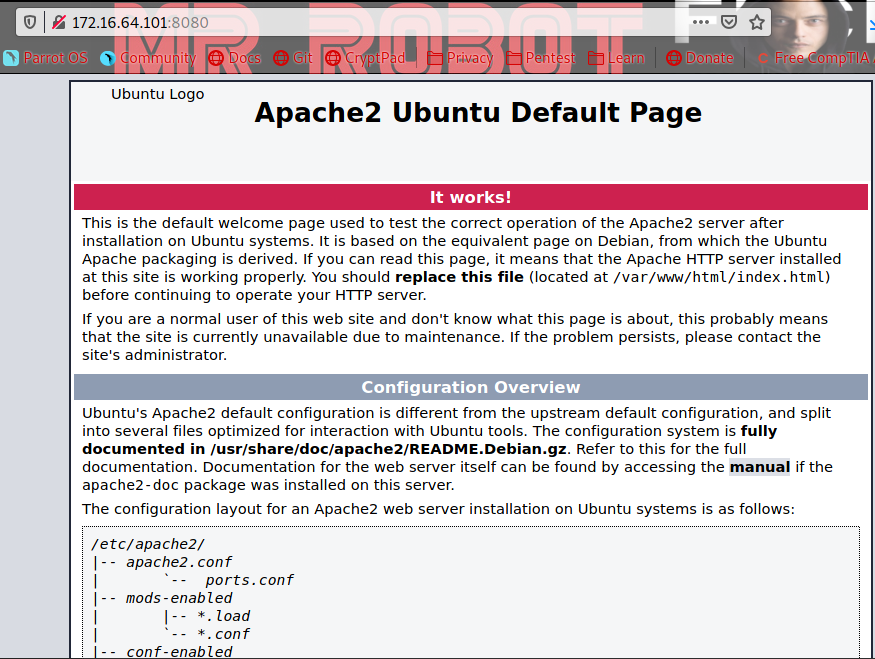 172.16.64.101:8080
MR ROBOT
Parrot OS Community Docs Git CryptPad Privacy Pentest Learn Donate Free CompTIA
Ubuntu Logo
Apache2 Ubuntu Default Page
It works!
This is the default welcome page used to test the correct operation of the Apache2 server after
installation on Ubuntu systems. It is based on the equivalent page on Debian, from which the Ubuntu
Apache packaging is derived. If you can read this page, it means that the Apache HTTP server installed
at this site is working properly. You should replace this file (located at /var/www/html/index.html)
before continuing to operate your HTTP server.
If you are a normal user of this web site and don't know what this page is about, this probably means
that the site is currently unavailable due to maintenance. If the problem persists, please contact the
site's administrator.
Configuration Overview
Ubuntu's Apache2 default configuration is different from the upstream default configuration, and split
into several files optimized for interaction with Ubuntu tools. The configuration system is fully
documented in /usr/share/doc/apache2/README.Debian.gz. Refer to this for the full
documentation. Documentation for the web server itself can be found by accessing the manual if the
apache2-doc package was installed on this server.
The configuration layout for an Apache2 web server installation on Ubuntu systems is as follows:
/etc/apache2/
|-- apache2.conf
|       `--  ports.conf
|-- mods-enabled
|       |-- *.load
|       `-- *.conf
|-- conf-enabled